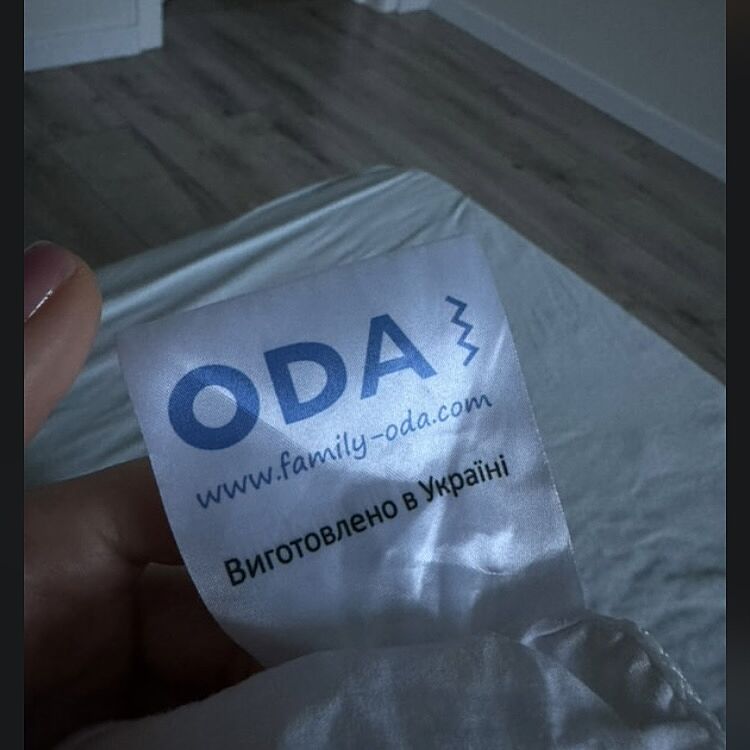 ODA
www.family-oda.com
Виготовлено в Україні